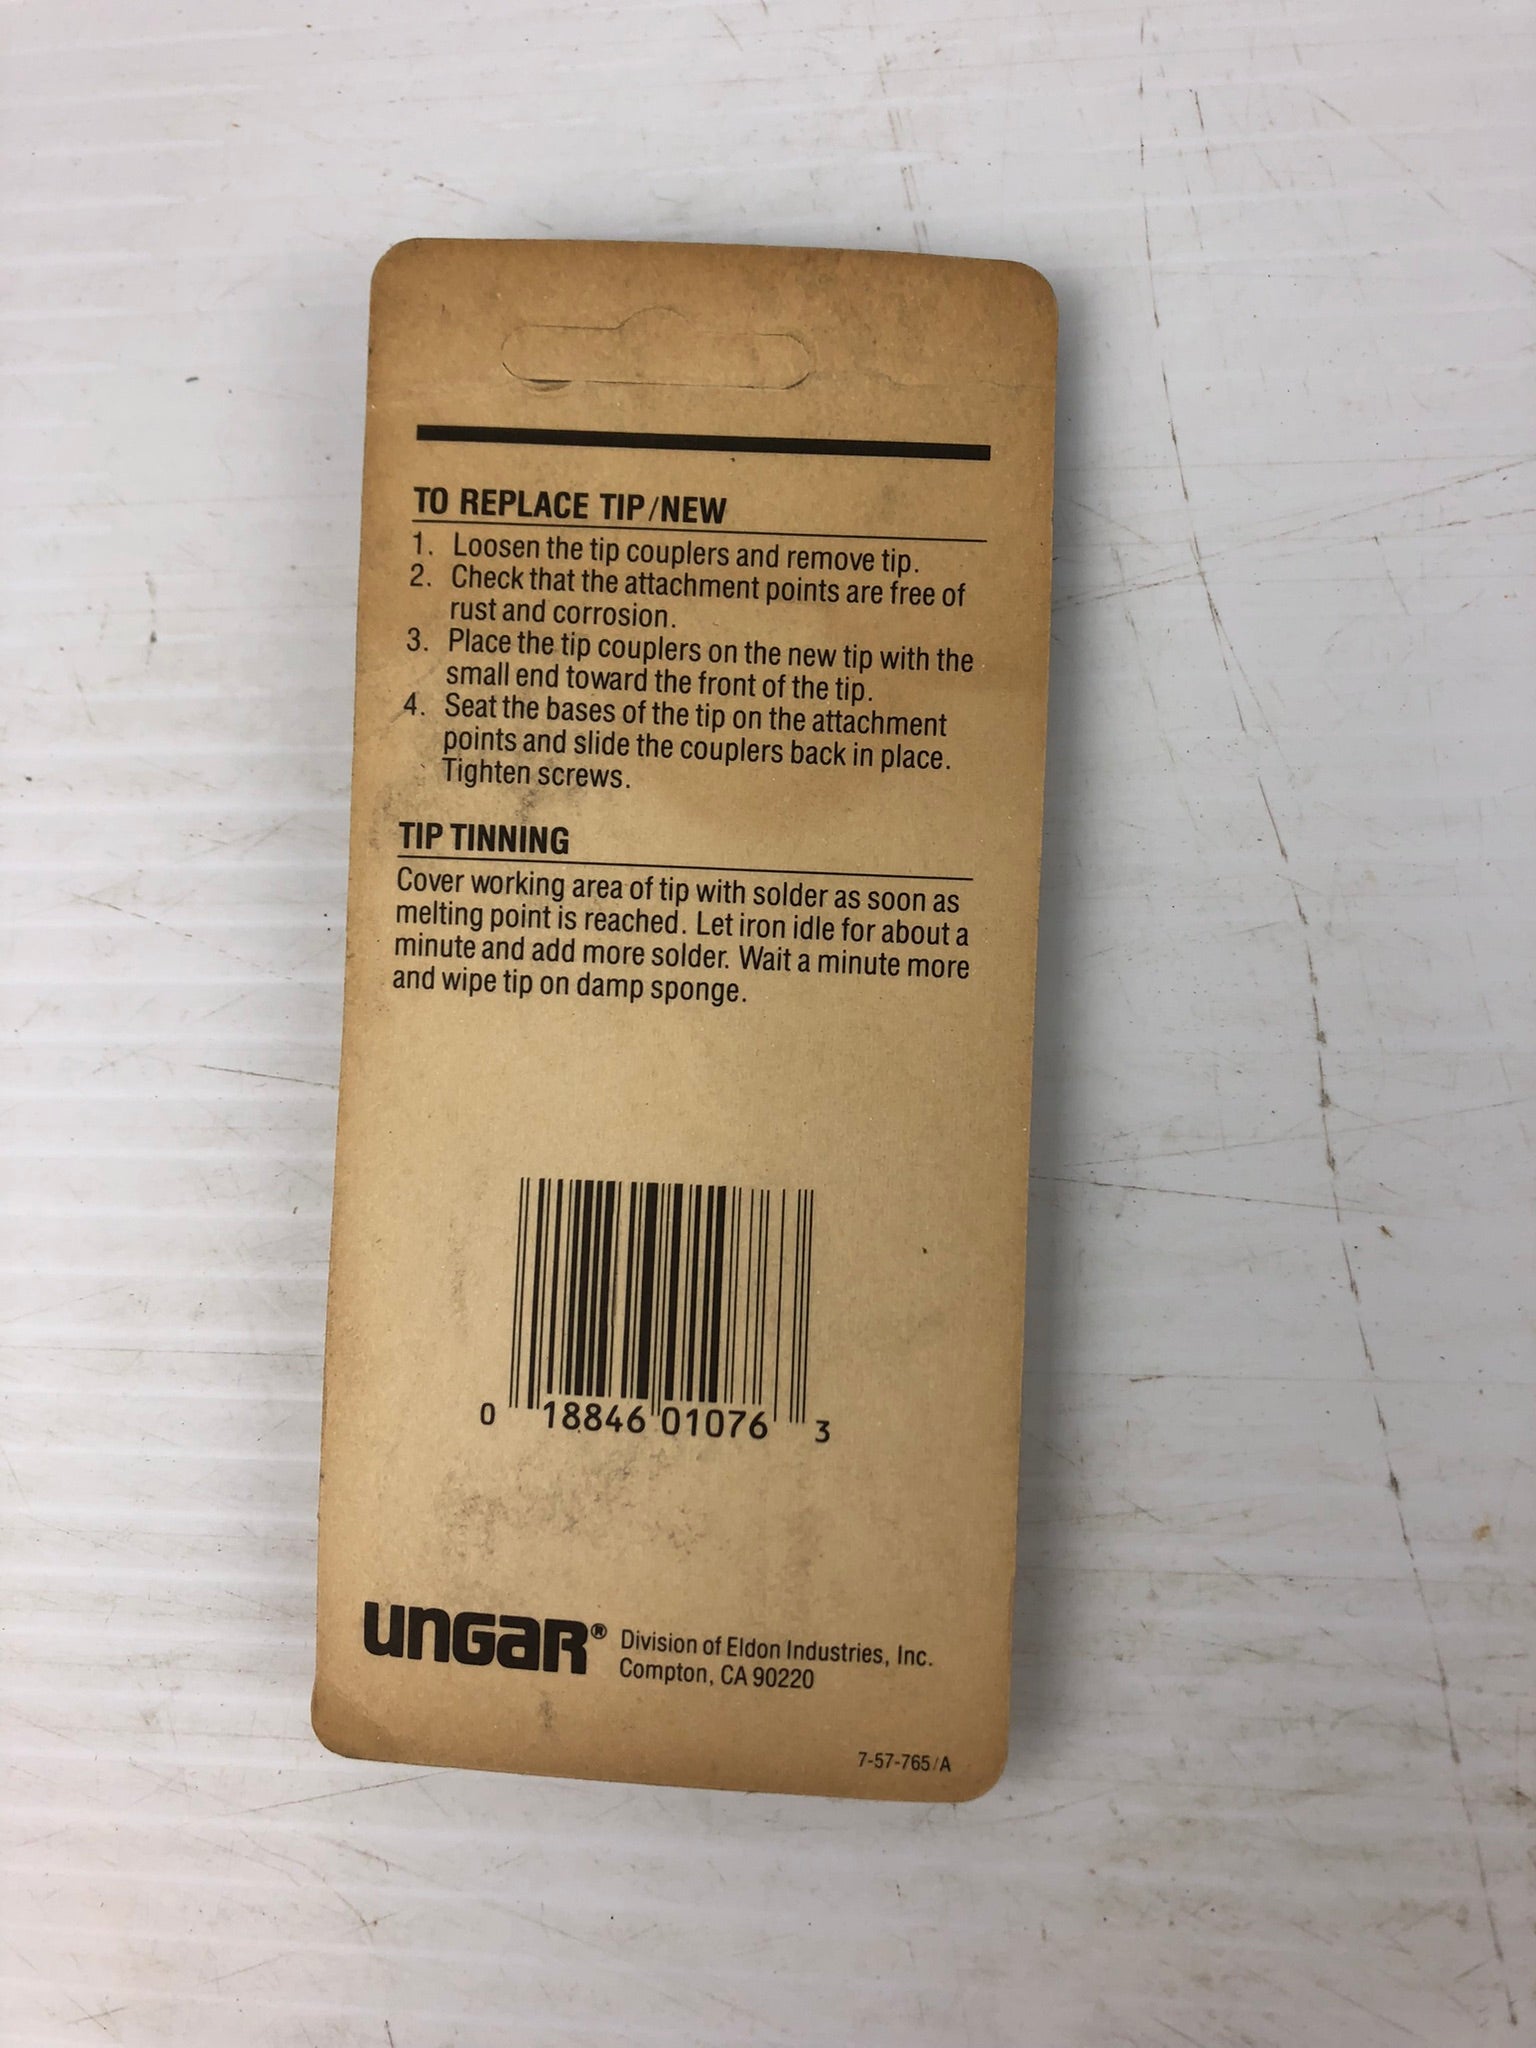 TO REPLACE TIP/NEW
1. Loosen the tip couplers and remove tip.
2. Check that the attachment points are free of
rust and corrosion.
3. Place the tip couplers on the new tip with the
small end toward the front of the tip.
4. Seat the bases of the tip on the attachment
points and slide the couplers back in place.
Tighten screws.
TIP TINNING
Cover working area of tip with solder as soon as
melting point is reached. Let iron idle for about a
minute and add more solder. Wait a minute more
and wipe tip on damp sponge.
0 18846 01076 3
UNGAR® Division of Eldon Industries, Inc.
Compton, CA 90220
7-57-765/A